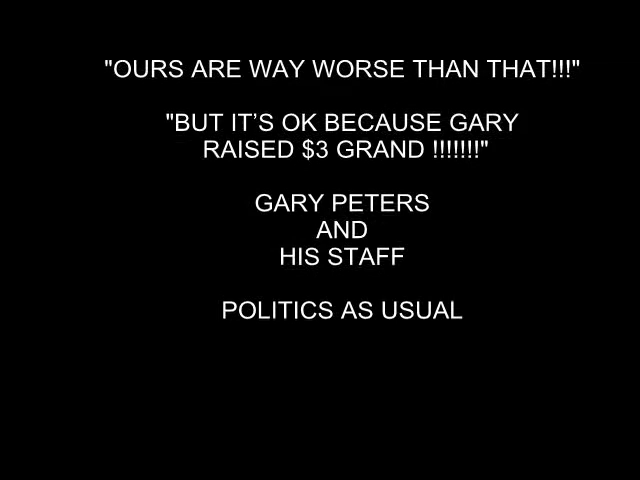 "OURS ARE WAY WORSE THAN THAT!!!"
"BUT IT’S OK BECAUSE GARY
RAISED $3 GRAND !!!!!!!"
GARY PETERS
AND
HIS STAFF
POLITICS AS USUAL